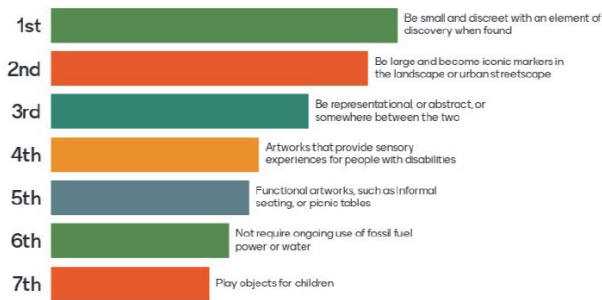 1st
Be small and discreet with an element of
discovery when found
2nd
Be large and become iconic markers in
the landscape or urban streetscape
3rd
Be representational, or abstract, or
somewhere between the two
4th
Artworks that provide sensory
experiences for people with disabilities
5th
Functional artworks, such as informal
seating, or picnic tables
6th
Not require ongoing use of fossil fuel
power or water
7th
Play objects for children